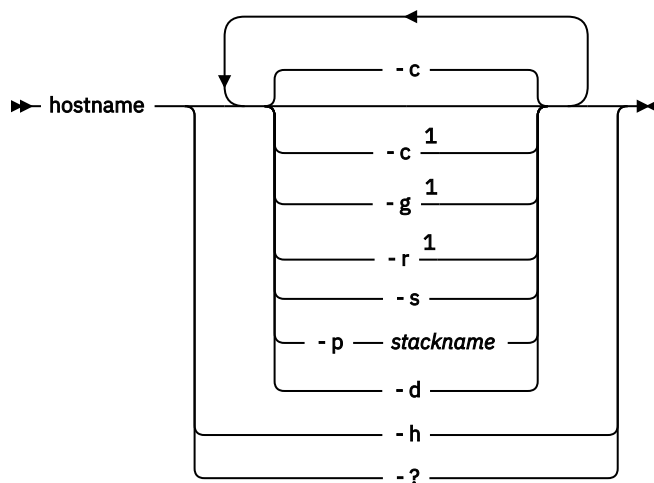 - c
hostname
- c 1
- g 1
- r 1
- s
- p stackname
- d
- h
- ?